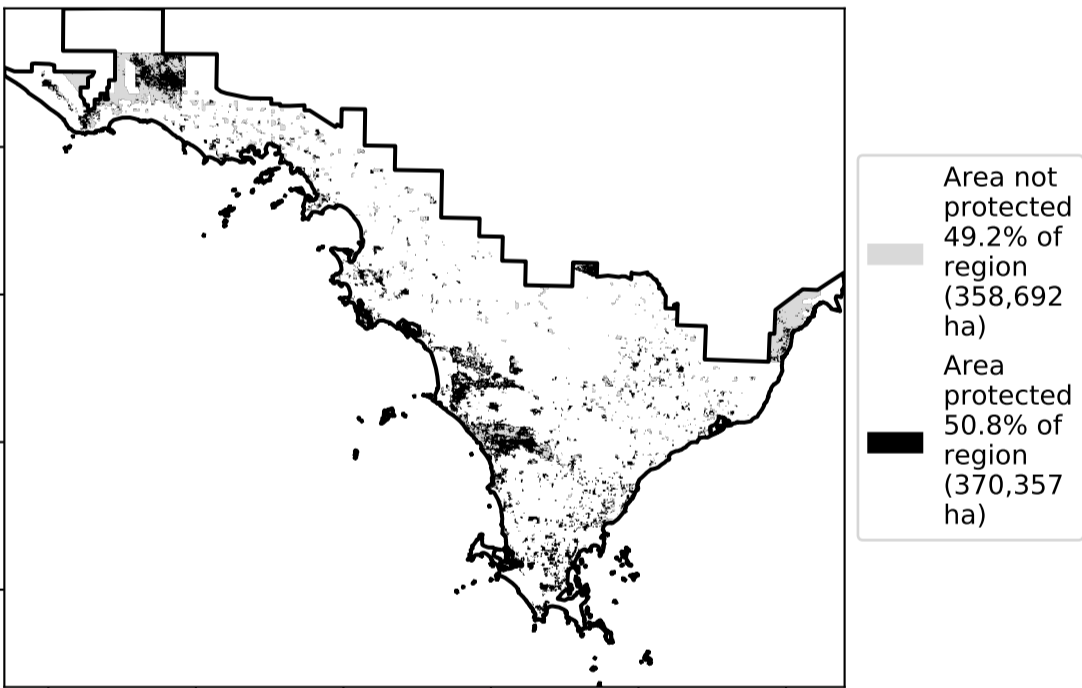 Area not
protected
49.2% of
region
(358,692
ha)
Area
protected
50.8% of
region
(370,357
ha)